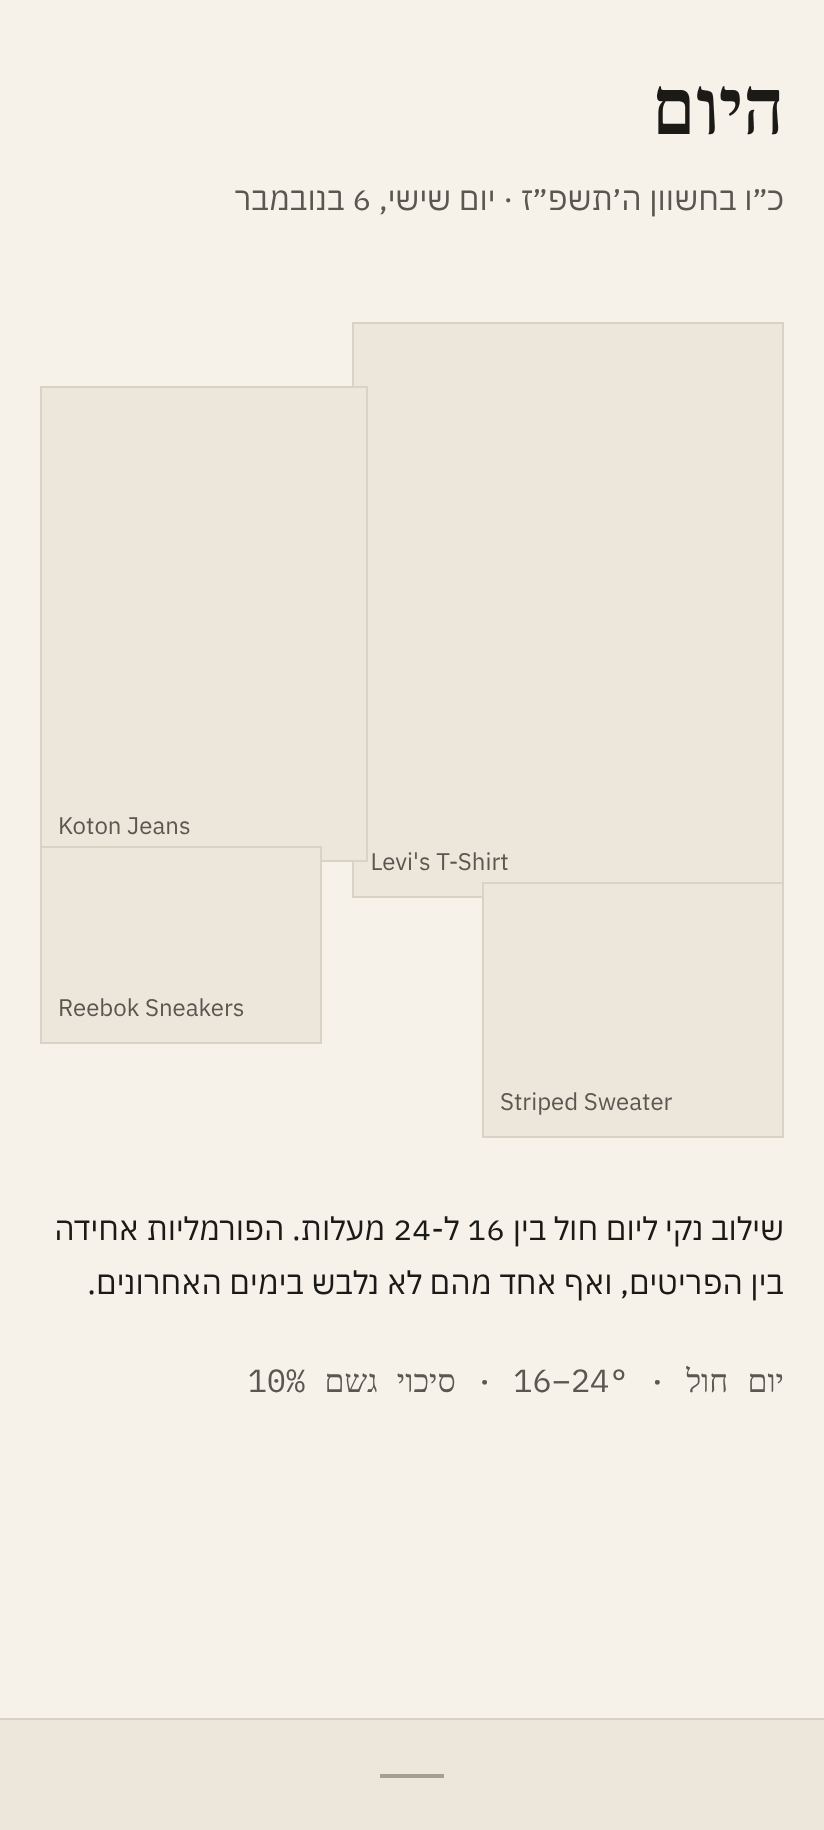 היום
כ״ו בחשוון ה׳תשפ״ז · יום שישי, 6 בנובמבר
Koton Jeans
Levi's T-Shirt
Reebok Sneakers
Striped Sweater
שילוב נקי ליום חול בין 16 ל-24 מעלות. הפורמליות אחידה
בין הפריטים, ואף אחד מהם לא נלבש בימים האחרונים.
יום חול · 16–24° · סיכוי גשם 10%